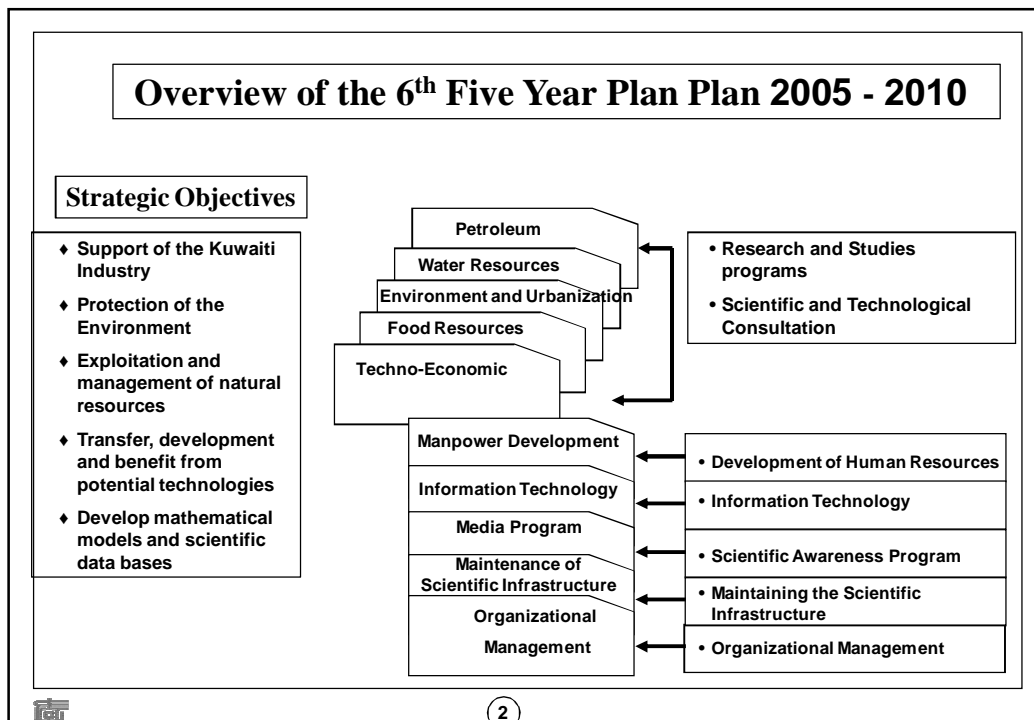 Overview of the 6th Five Year Plan Plan 2005 - 2010
Strategic Objectives
♦ Support of the Kuwaiti
Industry
♦ Protection of the
Environment
♦ Exploitation and
management of natural
resources
♦ Transfer, development
and benefit from
potential technologies
♦ Develop mathematical
models and scientific
data bases
Petroleum
Water Resources
Environment and Urbanization
Food Resources
Techno-Economic
Manpower Development
Information Technology
Media Program
Maintenance of
Scientific Infrastructure
Organizational
Management
• Research and Studies
programs
• Scientific and Technological
Consultation
• Development of Human Resources
• Information Technology
• Scientific Awareness Program
• Maintaining the Scientific
Infrastructure
• Organizational Management
2